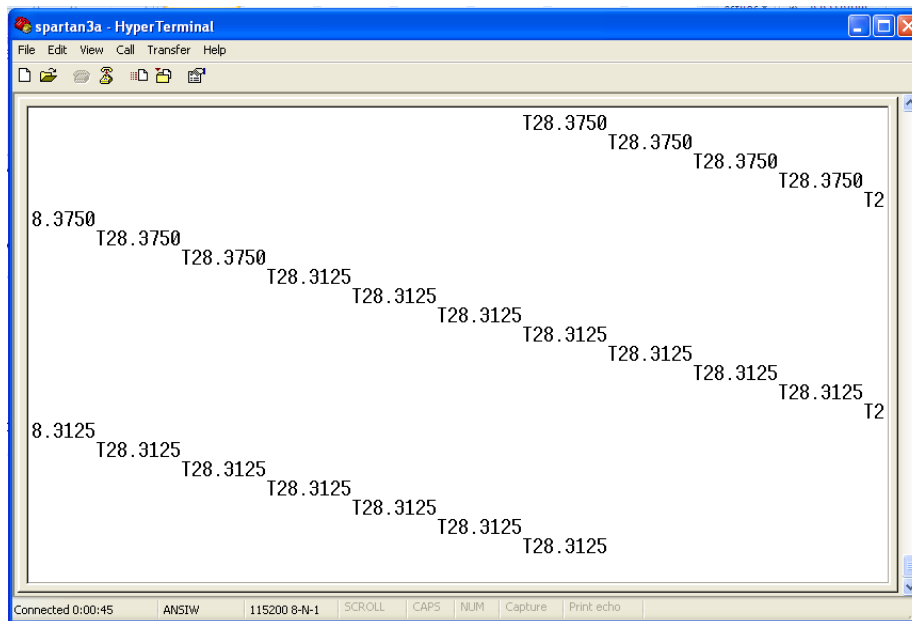 spartan3a - HyperTerminal
File Edit View Call Transfer Help
T28.3750
T28.3750
T28.3750
T28.3750
T2
8.3750
T28.3750
T28.3750
T28.3125
T28.3125
T28.3125
T28.3125
T28.3125
T28.3125
T28.3125
T2
8.3125
T28.3125
T28.3125
T28.3125
T28.3125
T28.3125
T28.3125
Connected 0:00:45 ANSIW 115200 8-N-1 SCROLL CAPS NUM Capture Print echo